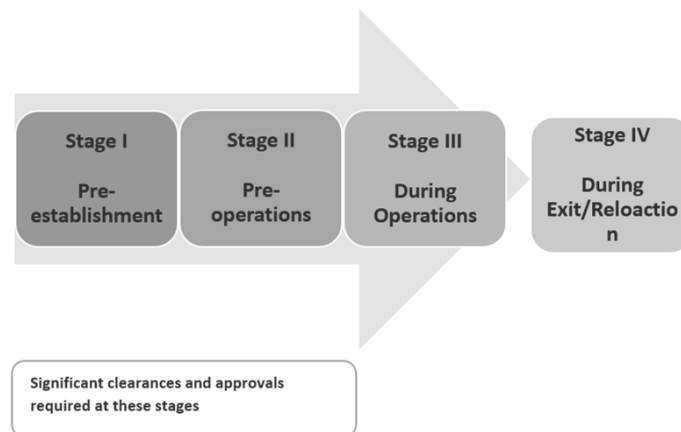 Stage I
Pre-
establishment
Stage II
Pre-
operations
Stage III
During
Operations
Stage IV
During
Exit/Reloactio
n
Significant clearances and approvals
required at these stages